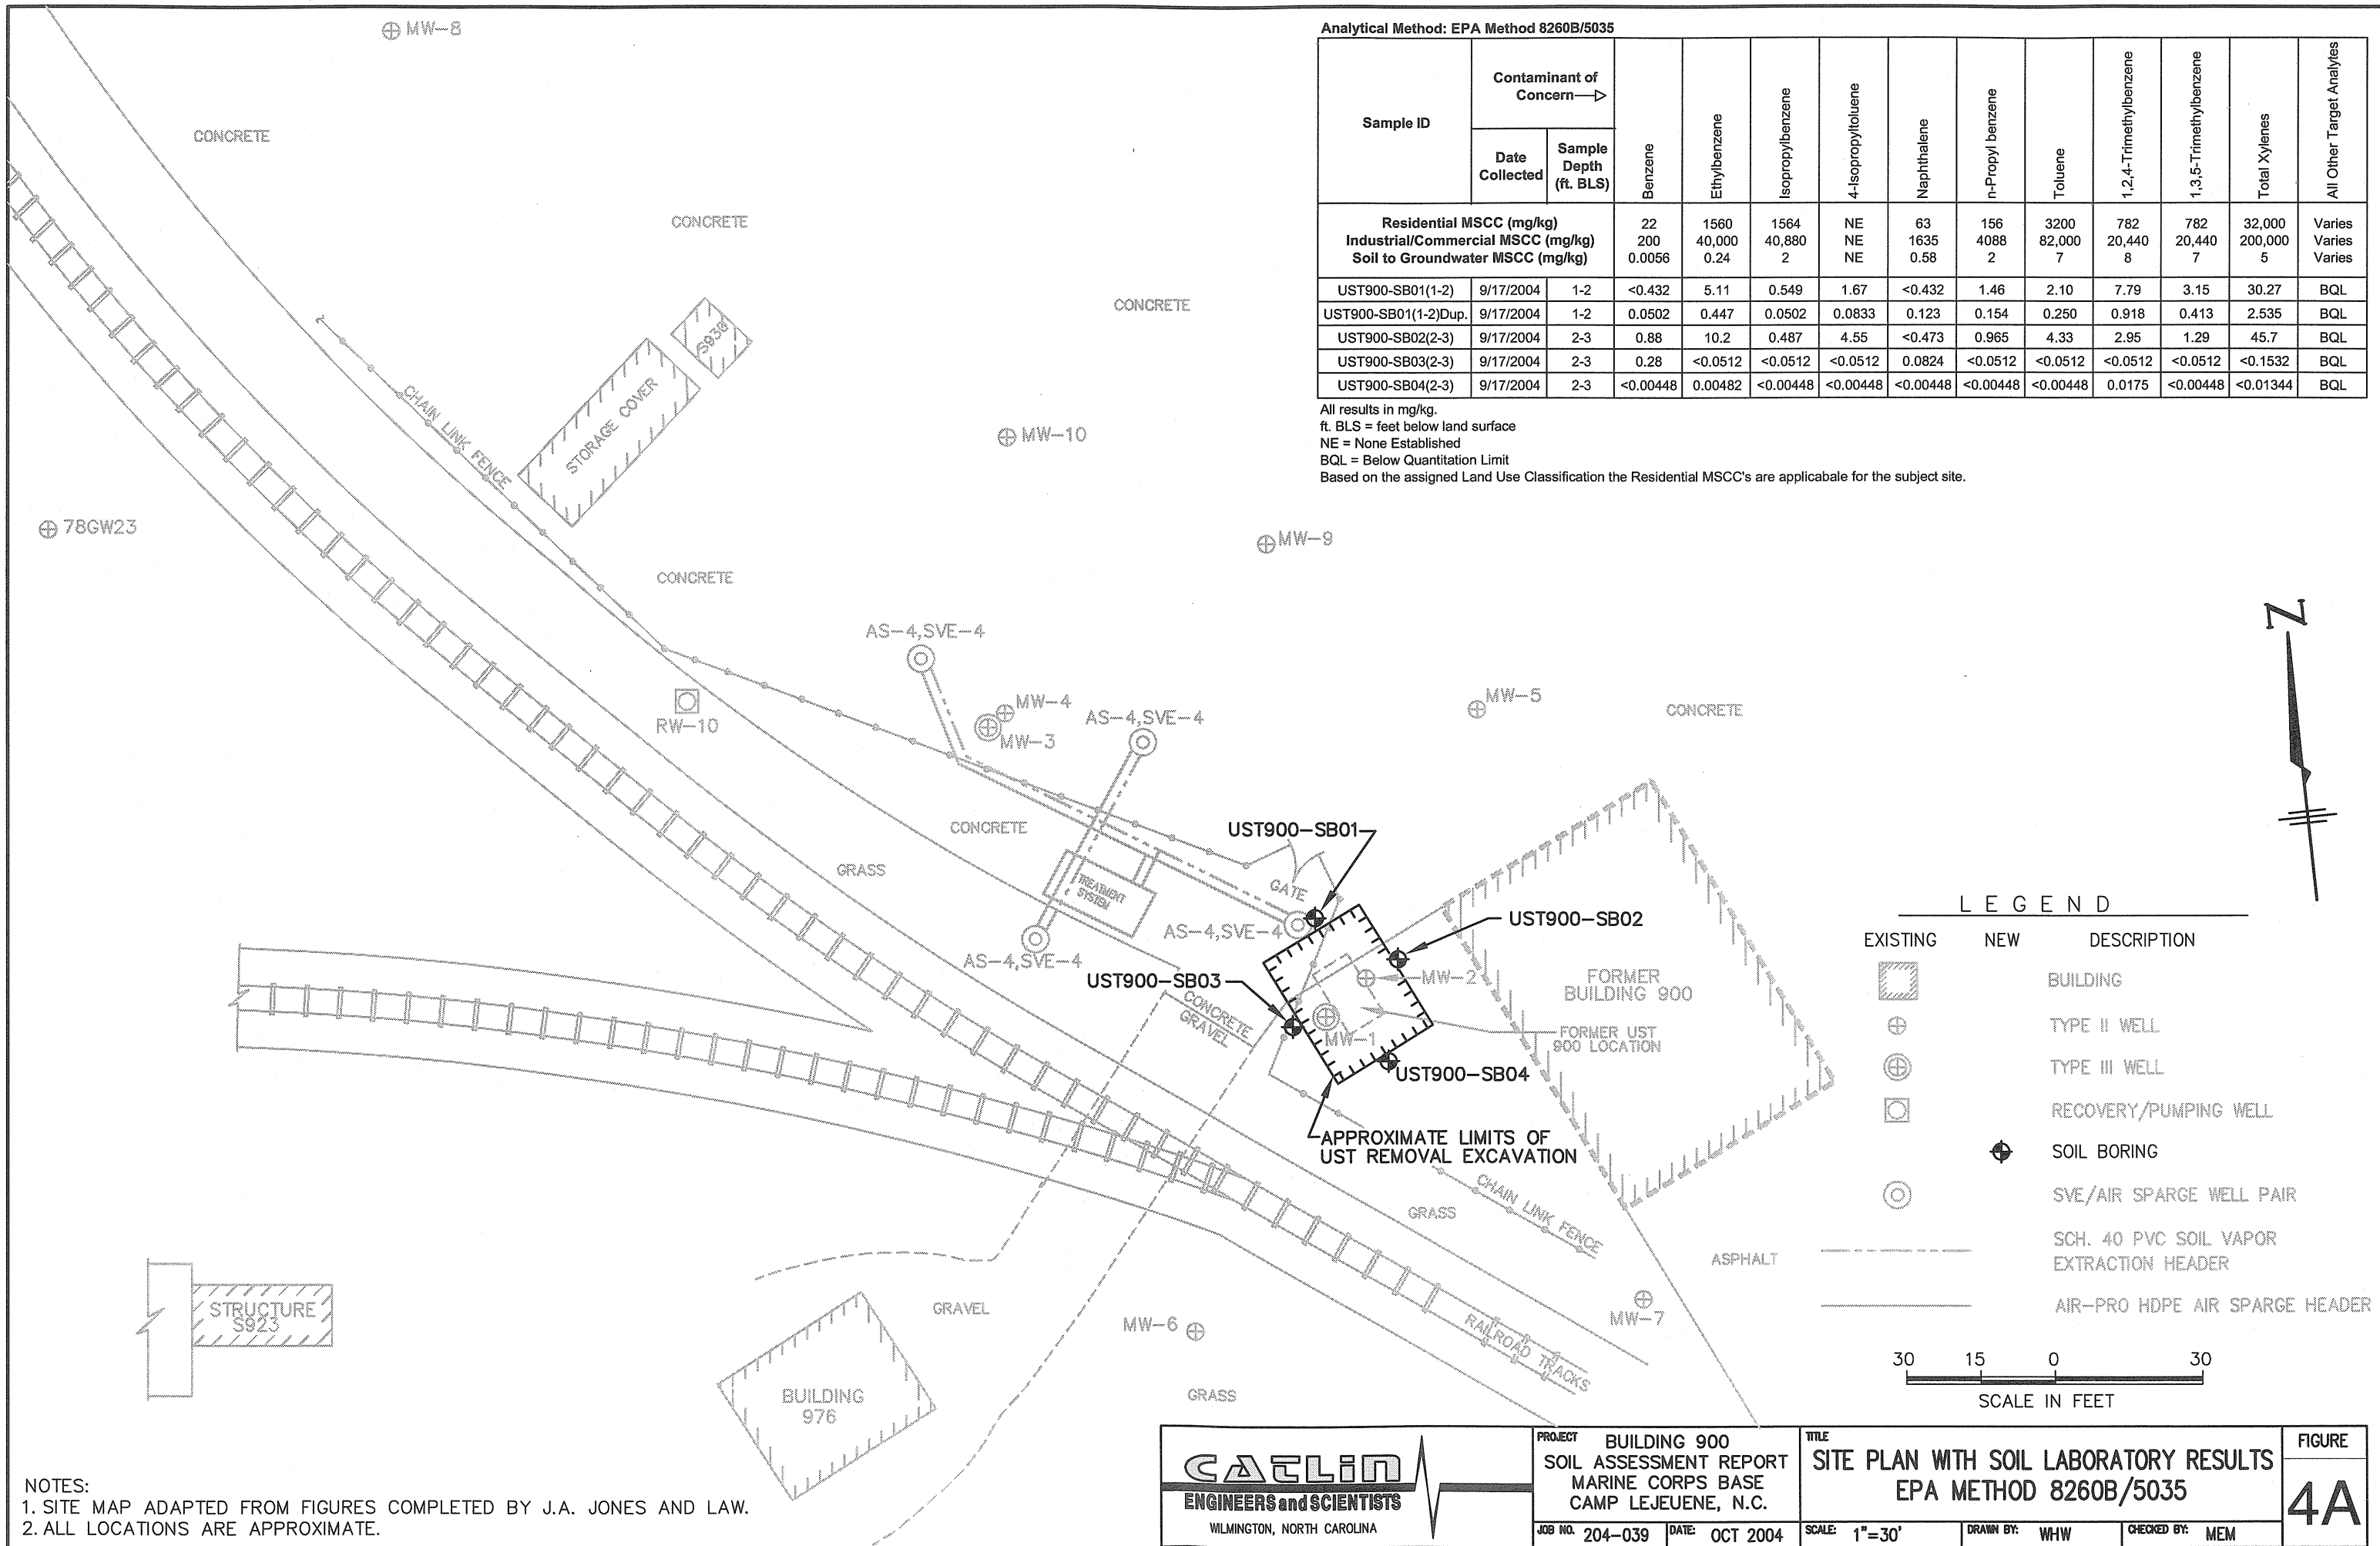 MW-8
CONCRETE
CONCRETE
CONCRETE
S930
STORAGE COVER
CHAIN LINK FENCE
MW-10
78GW23
MW-9
CONCRETE
AS-4,SVE-4
RW-10
MW-4
MW-3
AS-4,SVE-4
MW-5
CONCRETE
CONCRETE
GRASS
TREATMENT
SYSTEM
UST900-SB01
GATE
AS-4,SVE-4
AS-4,SVE-4
UST900-SB02
UST900-SB03
MW-2
FORMER
BUILDING 900
CONCRETE
GRAVEL
MW-1
FORMER UST
900 LOCATION
UST900-SB04
APPROXIMATE LIMITS OF
UST REMOVAL EXCAVATION
CHAIN LINK FENCE
GRASS
ASPHALT
STRUCTURE
S923
GRAVEL
MW-6
MW-7
RAILROAD TRACKS
BUILDING
976
GRASS
Analytical Method: EPA Method 8260B/5035
Sample ID
Contaminant of
Concern
Date
Collected
Sample
Depth
(ft. BLS)
Benzene
Ethylbenzene
Isopropylbenzene
4-Isopropyltoluene
Naphthalene
n-Propyl benzene
Toluene
1,2,4-Trimethylbenzene
1,3,5-Trimethylbenzene
Total Xylenes
All Other Target Analytes
Residential MSCC (mg/kg) 22 1560 1564 NE 63 156 3200 782 782 32,000 Varies
Industrial/Commercial MSCC (mg/kg) 200 40,000 40,880 NE 1635 4088 82,000 20,440 20,440 200,000 Varies
Soil to Groundwater MSCC (mg/kg) 0.0056 0.24 2 NE 0.58 2 7 8 7 5 Varies
UST900-SB01(1-2) 9/17/2004 1-2 <0.432 5.11 0.549 1.67 <0.432 1.46 2.10 7.79 3.15 30.27 BQL
UST900-SB01(1-2)Dup. 9/17/2004 1-2 0.0502 0.447 0.0502 0.0833 0.123 0.154 0.250 0.918 0.413 2.535 BQL
UST900-SB02(2-3) 9/17/2004 2-3 0.88 10.2 0.487 4.55 <0.473 0.965 4.33 2.95 1.29 45.7 BQL
UST900-SB03(2-3) 9/17/2004 2-3 0.28 <0.0512 <0.0512 <0.0512 0.0824 <0.0512 <0.0512 <0.0512 <0.0512 <0.1532 BQL
UST900-SB04(2-3) 9/17/2004 2-3 <0.00448 0.00482 <0.00448 <0.00448 <0.00448 <0.00448 <0.00448 0.0175 <0.00448 <0.01344 BQL
All results in mg/kg.
ft. BLS = feet below land surface
NE = None Established
BQL = Below Quantitation Limit
Based on the assigned Land Use Classification the Residential MSCC's are applicabale for the subject site.
N
LEGEND
EXISTING NEW DESCRIPTION
BUILDING
TYPE II WELL
TYPE III WELL
RECOVERY/PUMPING WELL
SOIL BORING
SVE/AIR SPARGE WELL PAIR
SCH. 40 PVC SOIL VAPOR
EXTRACTION HEADER
AIR-PRO HDPE AIR SPARGE HEADER
30 15 0 30
SCALE IN FEET
NOTES:
1. SITE MAP ADAPTED FROM FIGURES COMPLETED BY J.A. JONES AND LAW.
2. ALL LOCATIONS ARE APPROXIMATE.
CATLIN
ENGINEERS and SCIENTISTS
WILMINGTON, NORTH CAROLINA
PROJECT BUILDING 900
SOIL ASSESSMENT REPORT
MARINE CORPS BASE
CAMP LEJEUENE, N.C.
JOB NO. 204-039 DATE: OCT 2004
TITLE
SITE PLAN WITH SOIL LABORATORY RESULTS
EPA METHOD 8260B/5035
SCALE: 1"=30' DRAWN BY: WHW CHECKED BY: MEM
FIGURE
4A